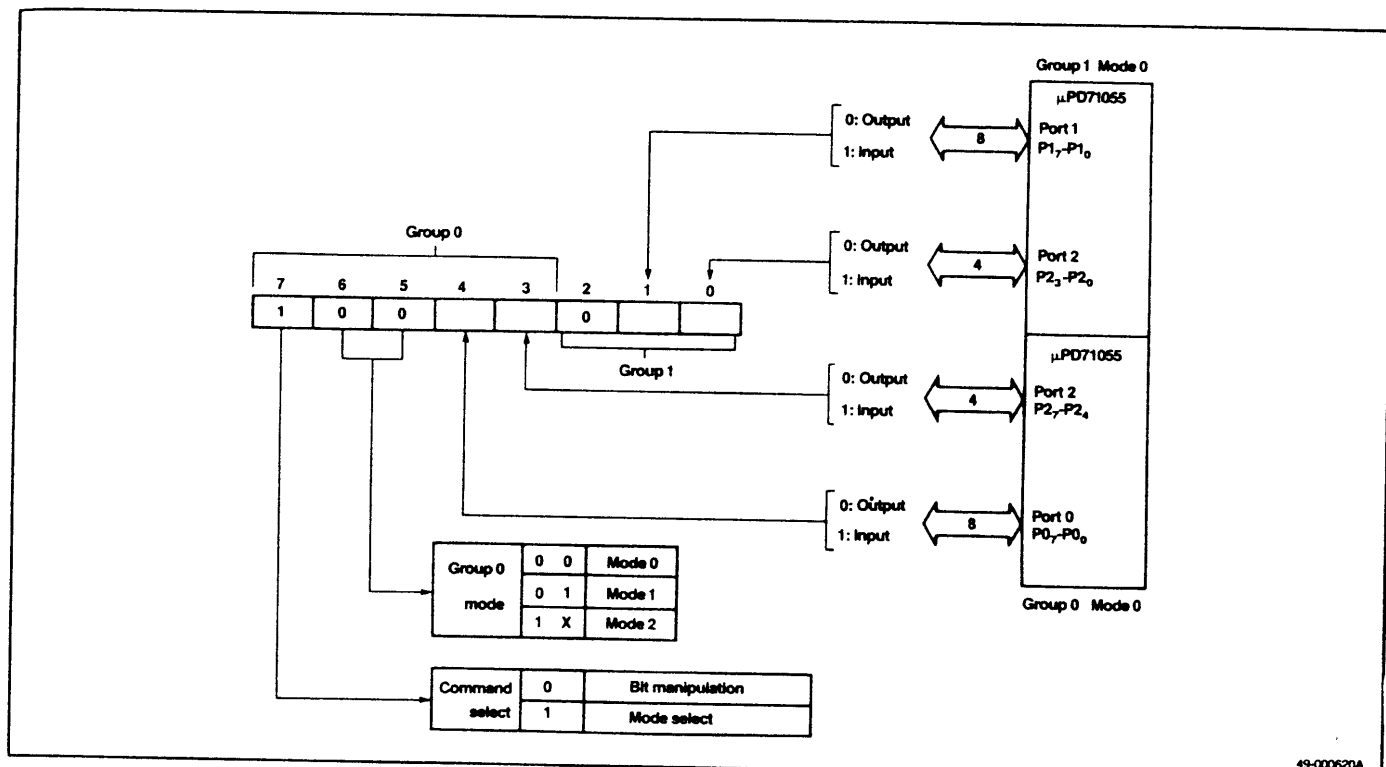 Group 1 Mode 0
μPD71055
0: Output
1: Input
8
Port 1
P1₇-P1₀
Group 0
0: Output
1: Input
4
Port 2
P2₃-P2₀
7 6 5 4 3 2 1 0
1 0 0 0
Group 1
μPD71055
0: Output
1: Input
4
Port 2
P2₇-P2₄
0: Output
1: Input
8
Port 0
P0₇-P0₀
Group 0 Mode 0
Group 0 mode
0 0 Mode 0
0 1 Mode 1
1 X Mode 2
Command select
0 Bit manipulation
1 Mode select
49-000620A